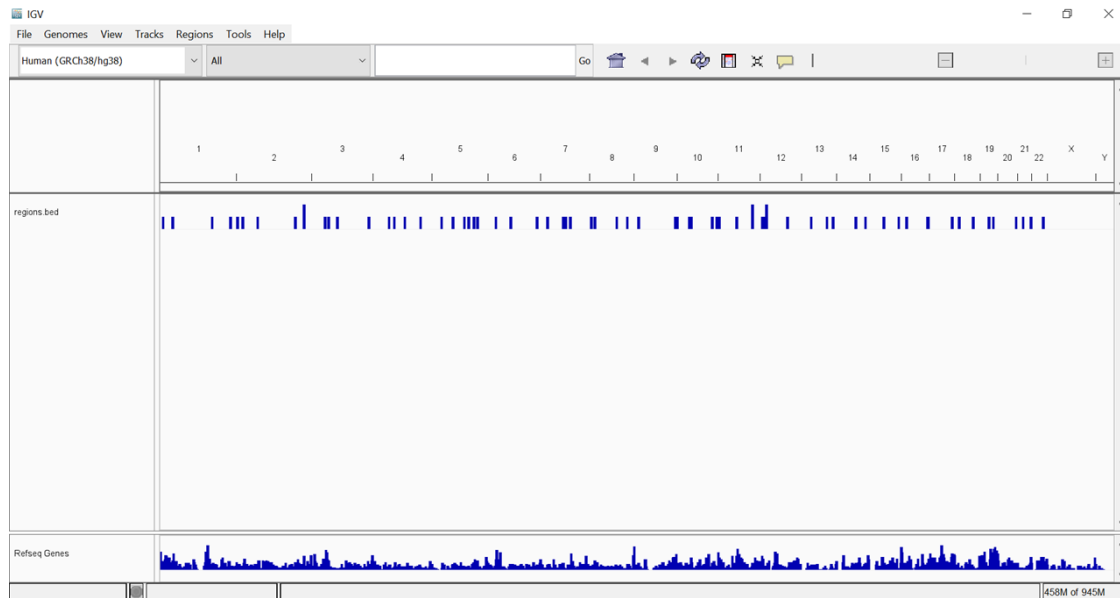 IGV
File Genomes View Tracks Regions Tools Help
Human (GRCh38/hg38) All Go
1 2 3 4 5 6 7 8 9 10 11 12 13 14 15 16 17 18 19 20 21 22 X Y
regions.bed
Refseq Genes
458M of 945M